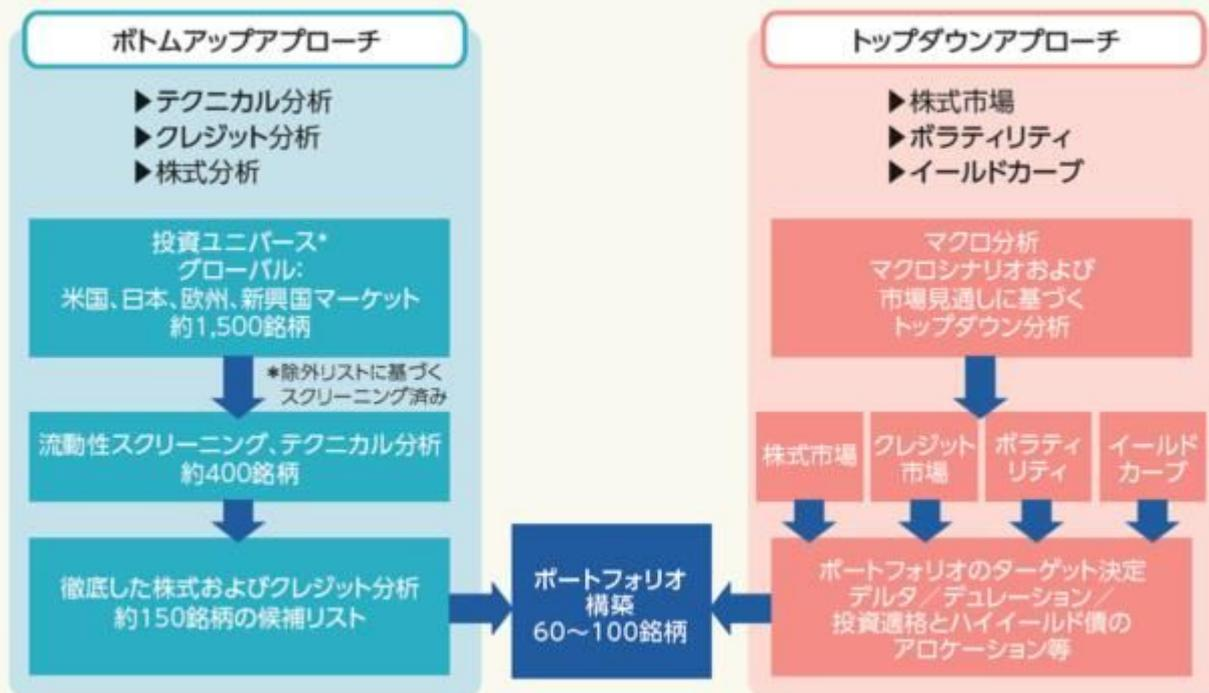 ボトムアップアプローチ
▶テクニカル分析
▶クレジット分析
▶株式分析
投資ユニバース*
グローバル:
米国、日本、欧州、新興国マーケット
約1,500銘柄
*除外リストに基づく
スクリーニング済み
流動性スクリーニング、テクニカル分析
約400銘柄
徹底した株式およびクレジット分析
約150銘柄の候補リスト
ポートフォリオ
構築
60～100銘柄
トップダウンアプローチ
▶株式市場
▶ボラティリティ
▶イールドカーブ
マクロ分析
マクロシナリオおよび
市場見通しに基づく
トップダウン分析
株式市場
クレジット
市場
ボラティ
リティ
イールド
カーブ
ポートフォリオのターゲット決定
デルタ／デュレーション／
投資適格とハイイールド債の
アロケーション等